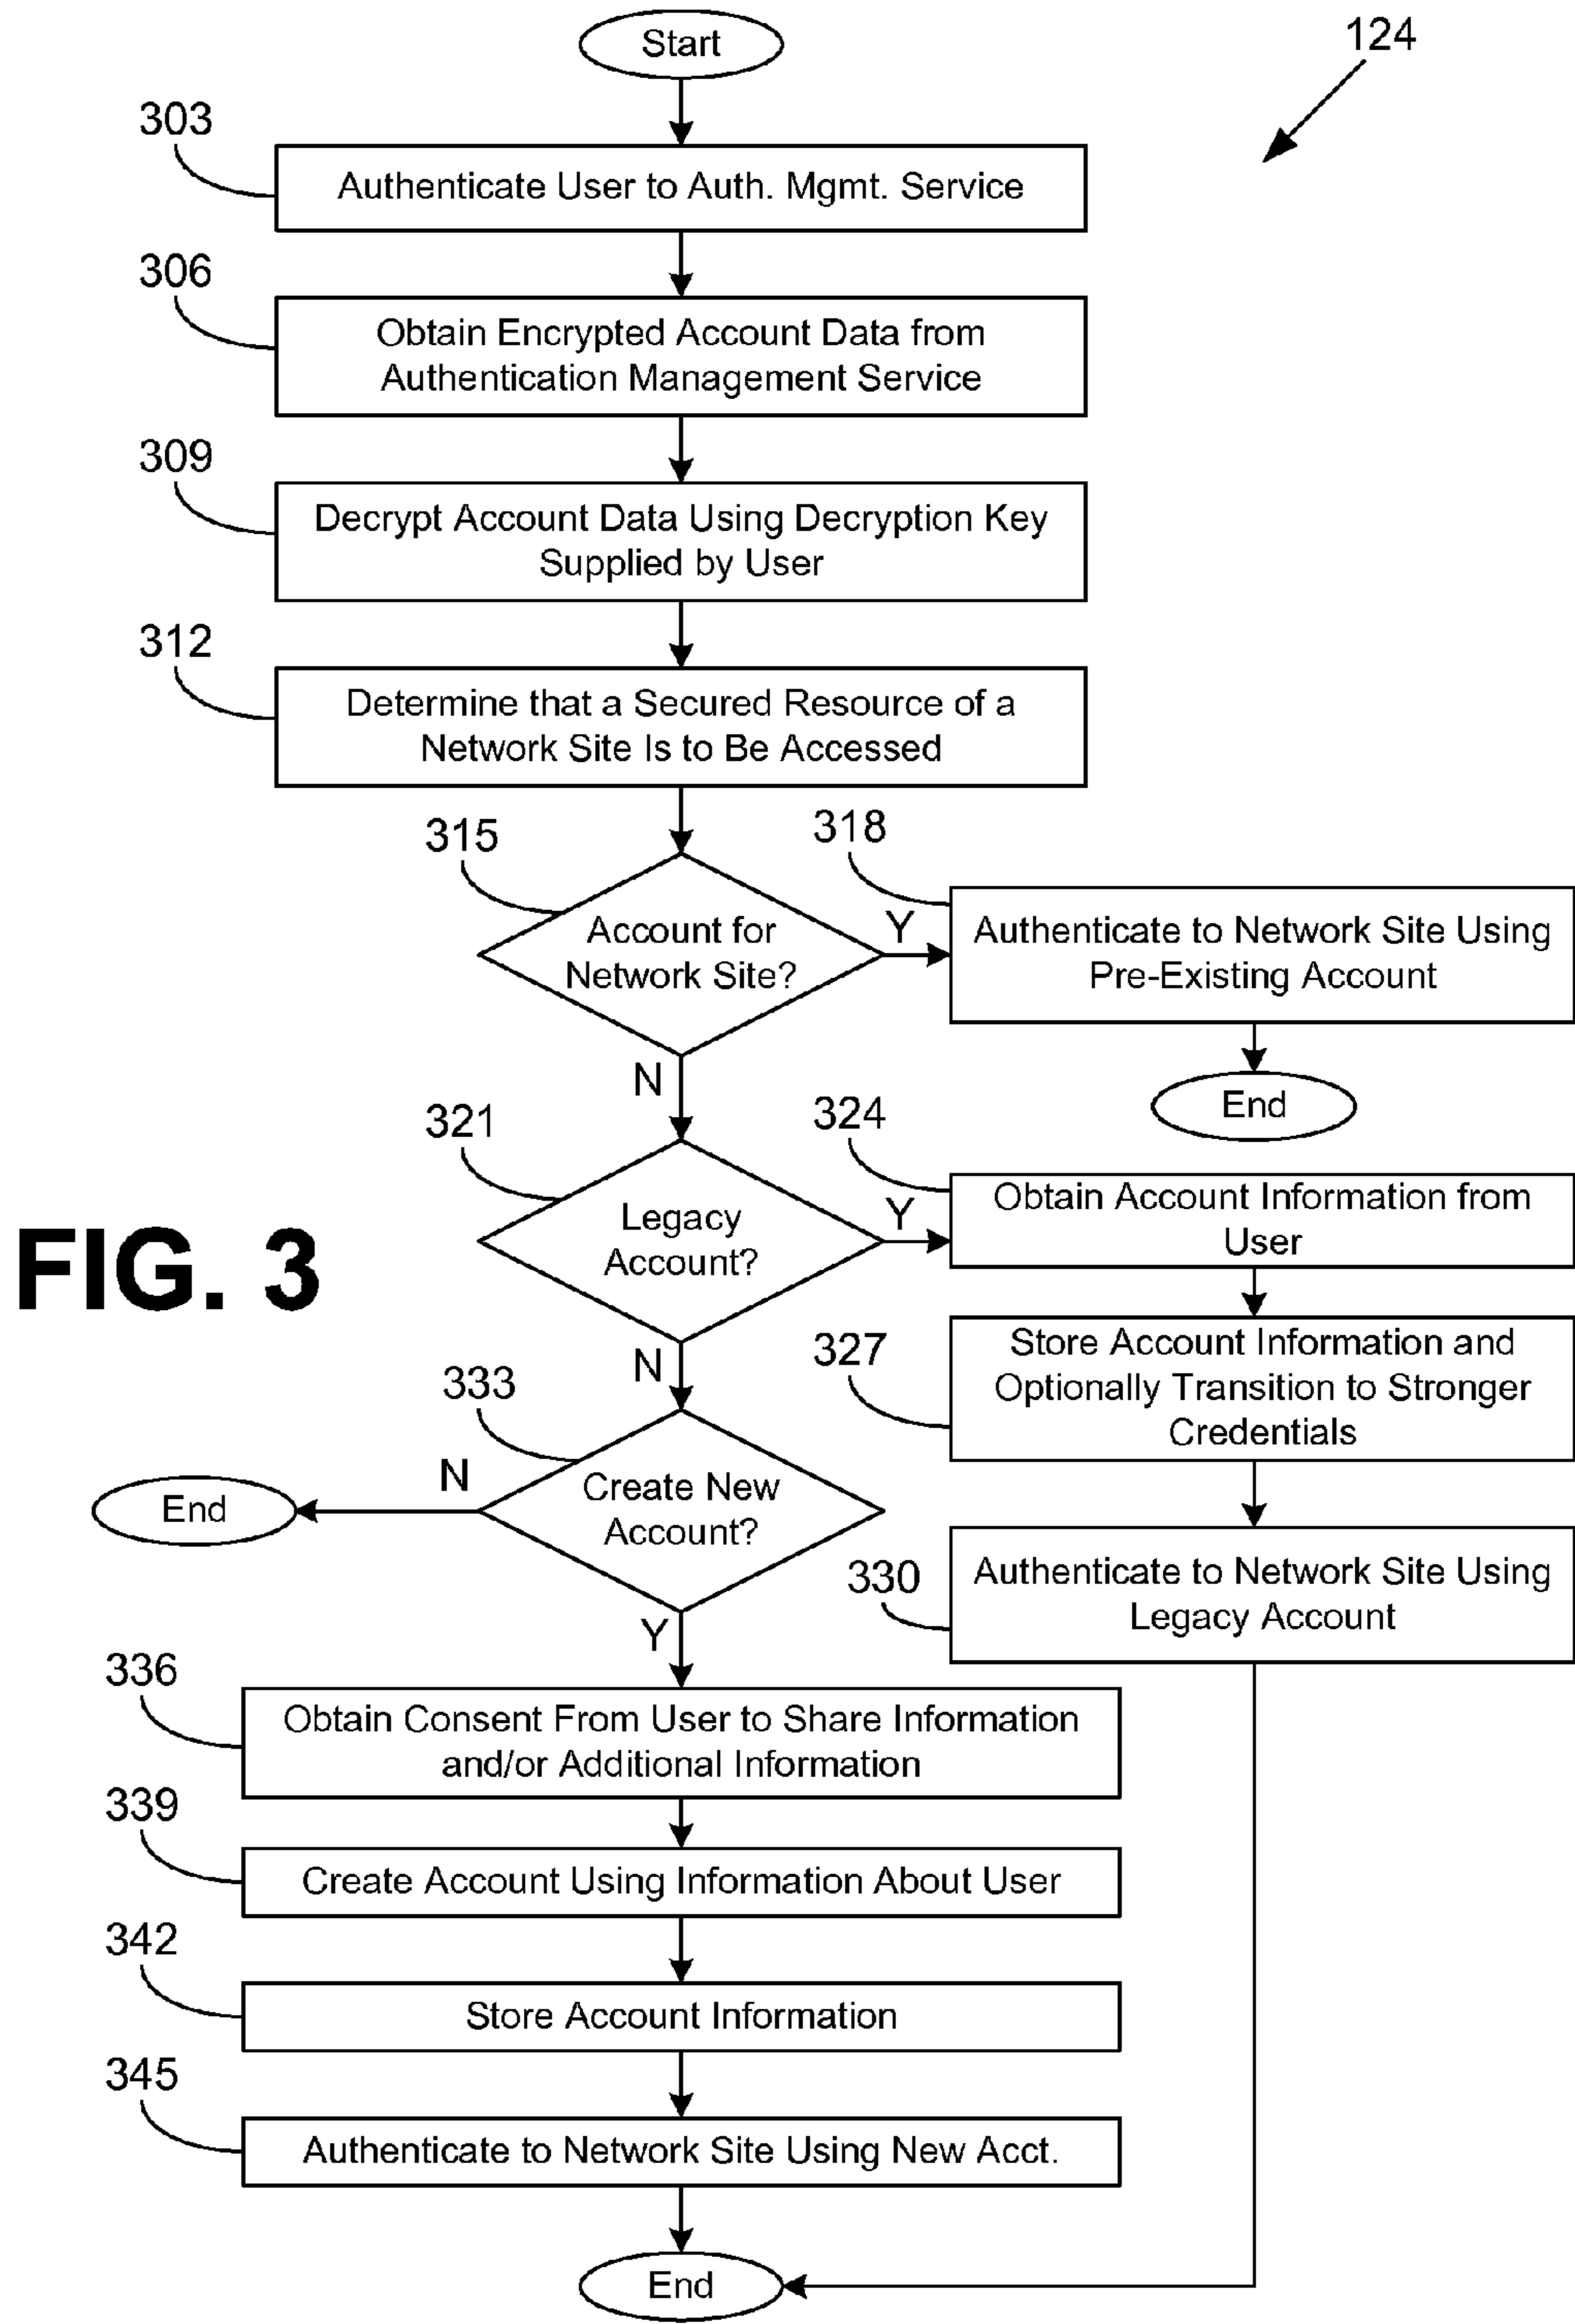 Start
124
303
Authenticate User to Auth. Mgmt. Service
306
Obtain Encrypted Account Data from
Authentication Management Service
309
Decrypt Account Data Using Decryption Key
Supplied by User
312
Determine that a Secured Resource of a
Network Site Is to Be Accessed
315
Account for
Network Site?
Y
318
Authenticate to Network Site Using
Pre-Existing Account
End
N
321
Legacy
Account?
Y
324
Obtain Account Information from
User
FIG. 3
327
Store Account Information and
Optionally Transition to Stronger
Credentials
N
333
Create New
Account?
N
End
330
Authenticate to Network Site Using
Legacy Account
Y
336
Obtain Consent From User to Share Information
and/or Additional Information
339
Create Account Using Information About User
342
Store Account Information
345
Authenticate to Network Site Using New Acct.
End